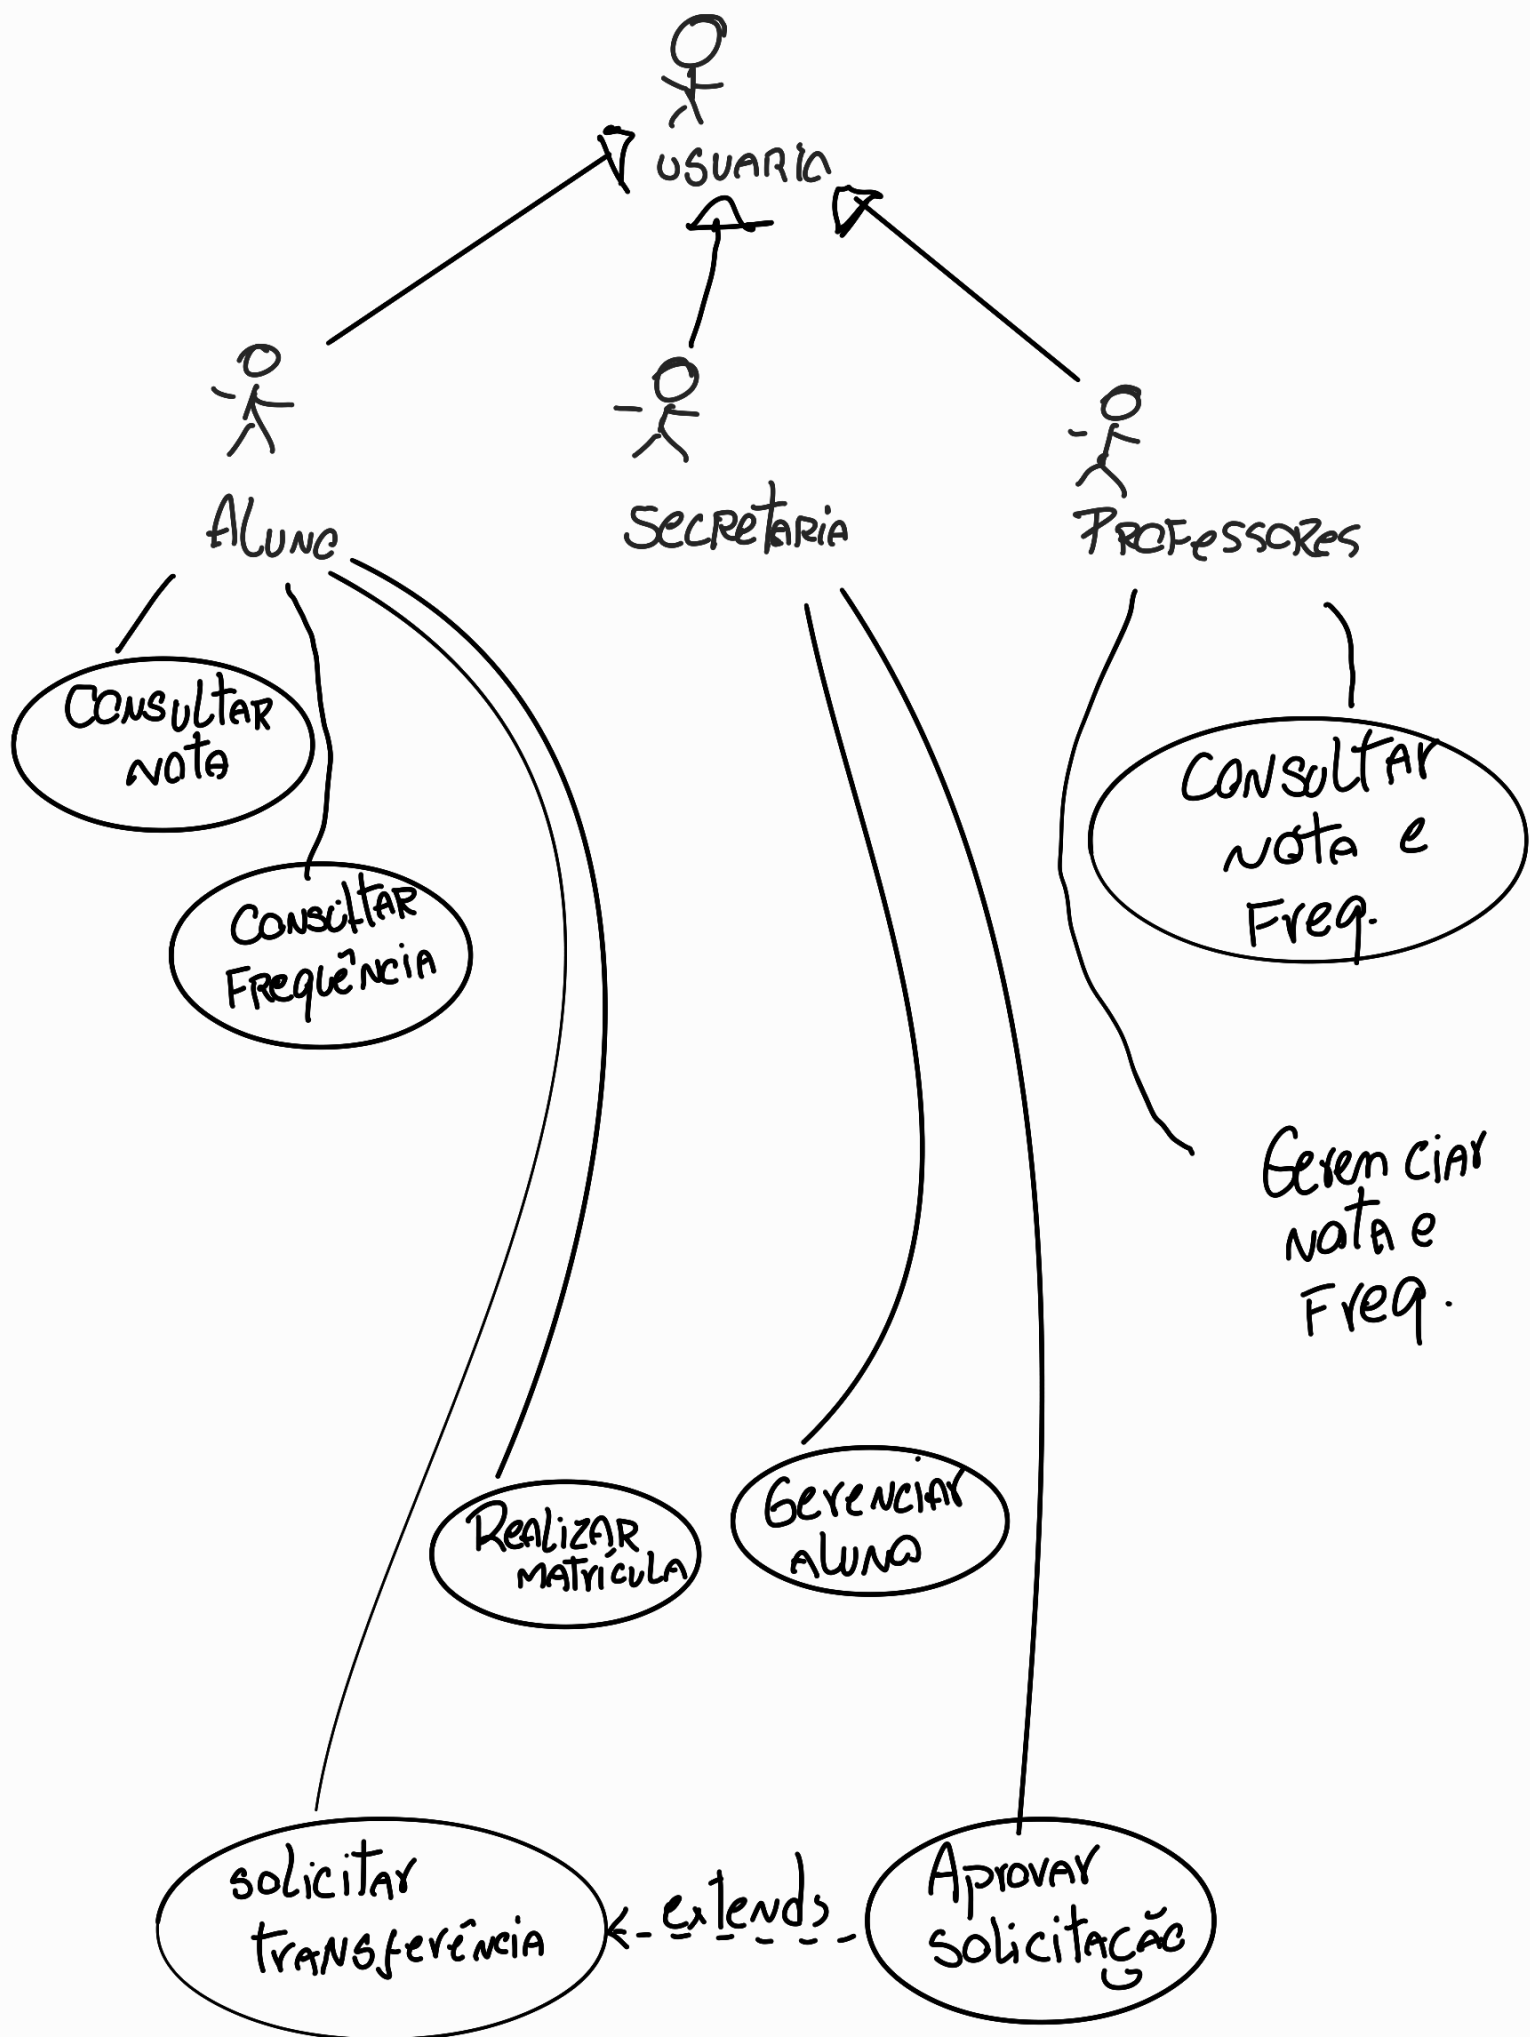 USUARIO
ALUNO
SECRETARIA
PROFESSORES
CONSULTAR
NOTA
CONSULTAR
FREQUÊNCIA
CONSULTAR
NOTA e
Freq.
Gerenciar
NOTA e
Freq.
REALIZAR
MATRÍCULA
Gerenciar
ALUNO
solicitar
transferência
extends
Aprovar
solicitação